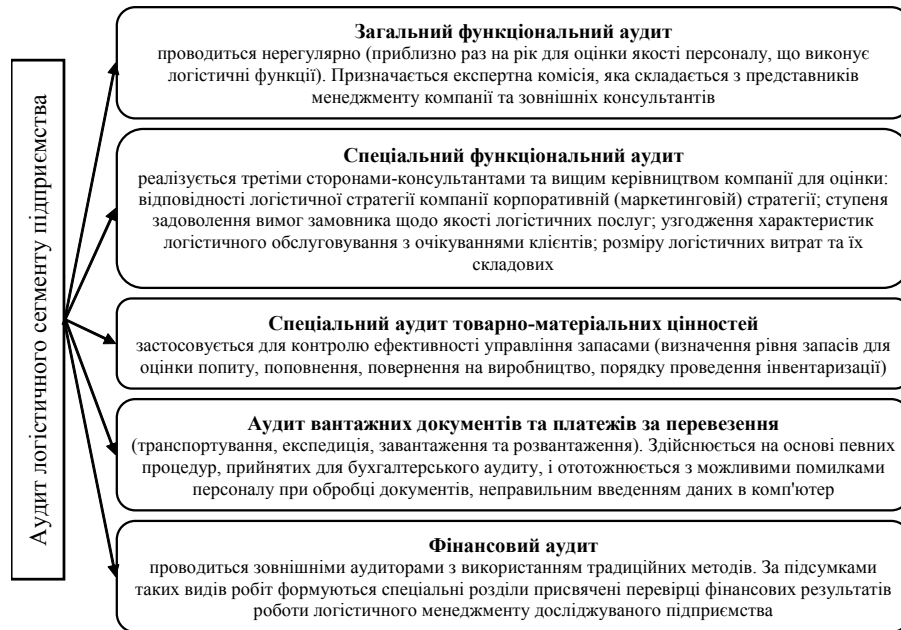 Аудит логістичного сегменту підприємства
Загальний функціональний аудит
проводиться нерегулярно (приблизно раз на рік для оцінки якості персоналу, що виконує
логістичні функції). Призначається експертна комісія, яка складається з представників
менеджменту компанії та зовнішніх консультантів
Спеціальний функціональний аудит
реалізується третіми сторонами-консультантами та вищим керівництвом компанії для оцінки:
відповідності логістичної стратегії компанії корпоративній (маркетинговій) стратегії; ступеня
задоволення вимог замовника щодо якості логістичних послуг; узгодження характеристик
логістичного обслуговування з очікуваннями клієнтів; розміру логістичних витрат та їх
складових
Спеціальний аудит товарно-матеріальних цінностей
застосовується для контролю ефективності управління запасами (визначення рівня запасів для
оцінки попиту, поповнення, повернення на виробництво, порядку проведення інвентаризації)
Аудит вантажних документів та платежів за перевезення
(транспортування, експедиція, завантаження та розвантаження). Здійснюється на основі певних
процедур, прийнятих для бухгалтерського аудиту, і ототожнюється з можливими помилками
персоналу при обробці документів, неправильним введенням даних в комп'ютер
Фінансовий аудит
проводиться зовнішніми аудиторами з використанням традиційних методів. За підсумками
таких видів робіт формуються спеціальні розділи присвячені перевірці фінансових результатів
роботи логістичного менеджменту досліджуваного підприємства